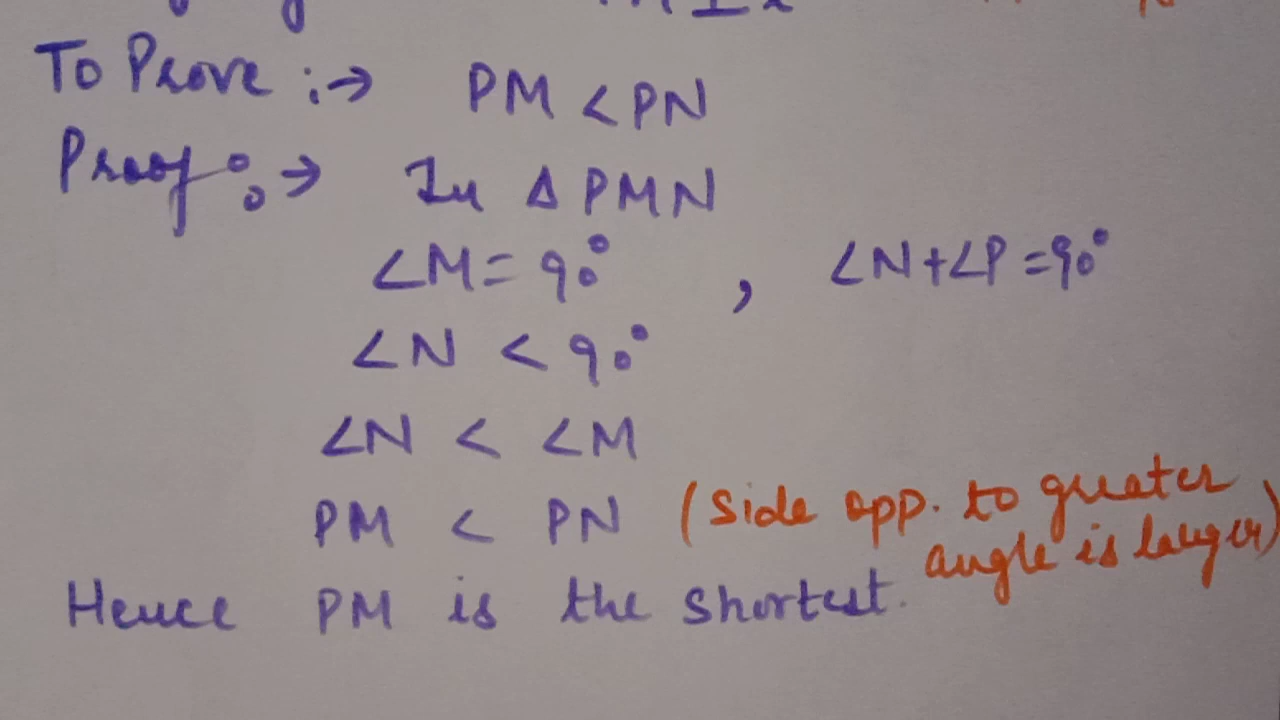 To Prove :→ PM < PN
Proof :→ In Δ PMN
∠M = 90° , ∠N + ∠P = 90°
∠N < 90°
∠N < ∠M
PM < PN (Side opp. to greater
angle is larger)
Hence PM is the shortest.